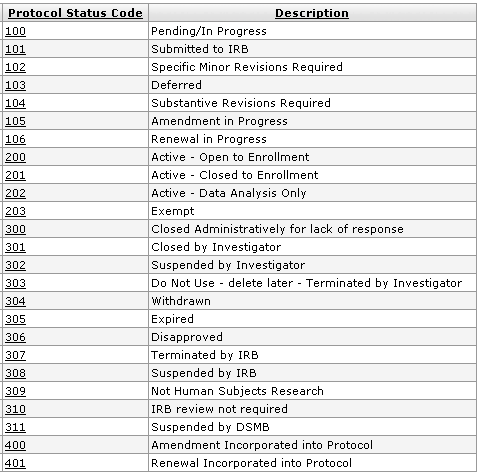 Protocol Status Code Description
100 Pending/In Progress
101 Submitted to IRB
102 Specific Minor Revisions Required
103 Deferred
104 Substantive Revisions Required
105 Amendment in Progress
106 Renewal in Progress
200 Active - Open to Enrollment
201 Active - Closed to Enrollment
202 Active - Data Analysis Only
203 Exempt
300 Closed Administratively for lack of response
301 Closed by Investigator
302 Suspended by Investigator
303 Do Not Use - delete later - Terminated by Investigator
304 Withdrawn
305 Expired
306 Disapproved
307 Terminated by IRB
308 Suspended by IRB
309 Not Human Subjects Research
310 IRB review not required
311 Suspended by DSMB
400 Amendment Incorporated into Protocol
401 Renewal Incorporated into Protocol